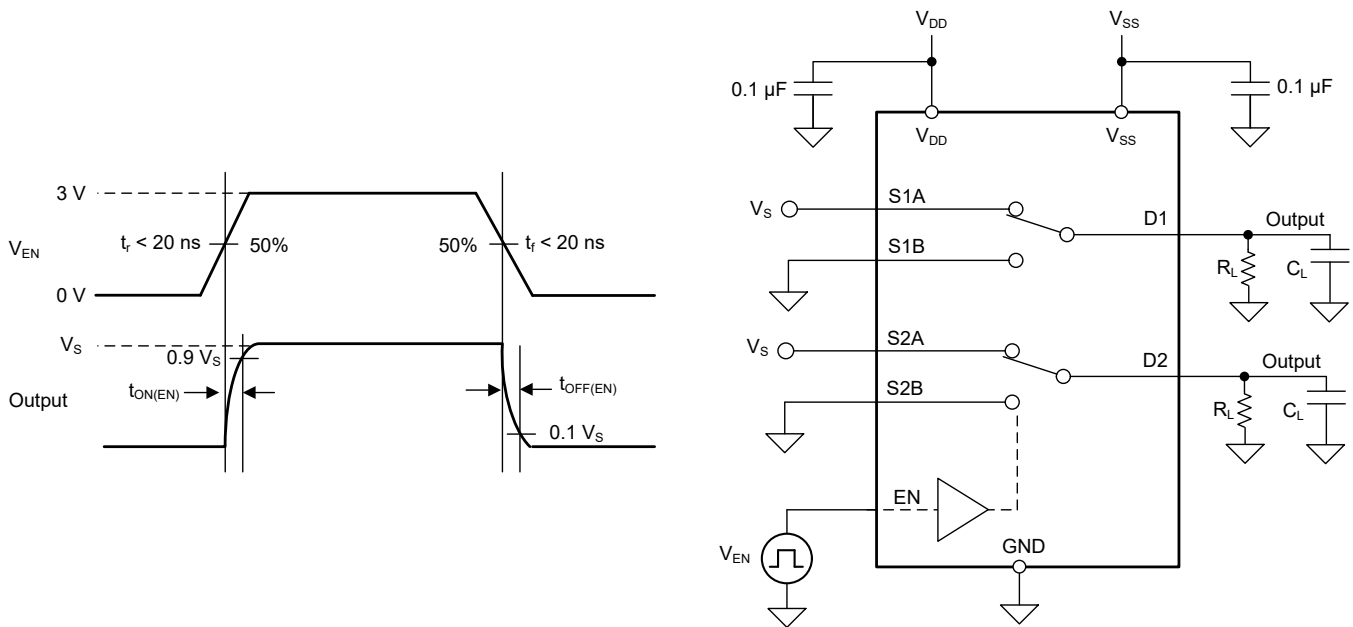 3 V
V_EN
0 V
t_r < 20 ns
50%
50%
t_f < 20 ns
V_S
0.9 V_S
Output
t_ON(EN)
t_OFF(EN)
0.1 V_S
V_DD
V_SS
0.1 µF
0.1 µF
V_DD
V_SS
V_S
S1A
D1
Output
S1B
R_L
C_L
V_S
S2A
D2
Output
S2B
R_L
C_L
EN
V_EN
GND